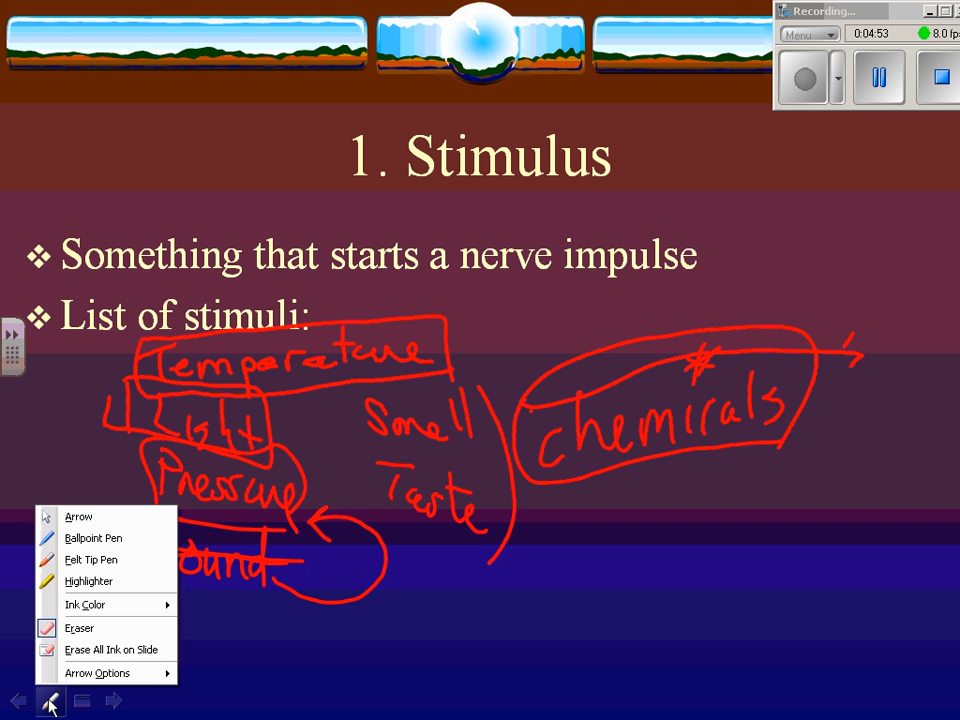 Recording...
Menu
0:04:53
8.0 fps
1. Stimulus
Something that starts a nerve impulse
List of stimuli:
Temperature
Light
Pressure
Sound
Smell
Taste
Chemicals
Arrow
Ballpoint Pen
Felt Tip Pen
Highlighter
Ink Color
Eraser
Erase All Ink on Slide
Arrow Options